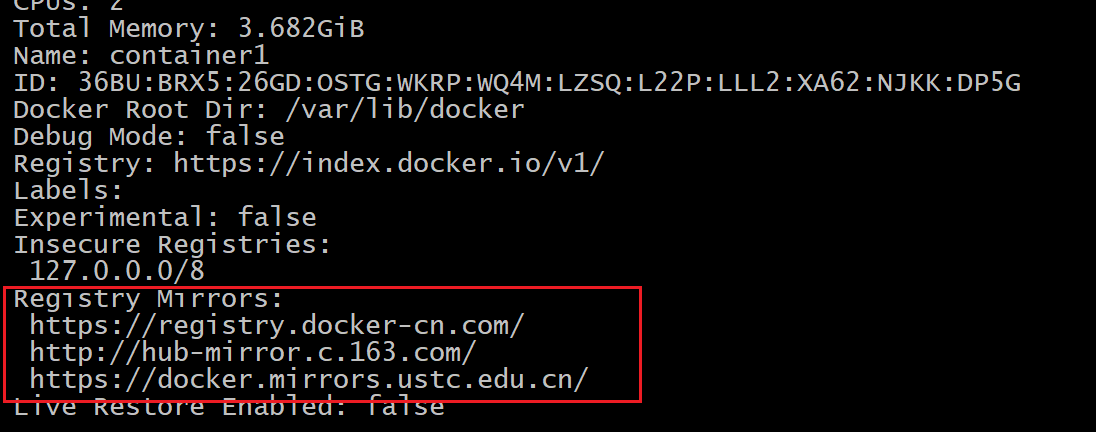 CPUs: 2
Total Memory: 3.682GiB
Name: container1
ID: 36BU:BRX5:26GD:OSTG:WKRP:WQ4M:LZSQ:L22P:LLL2:XA62:NJKK:DP5G
Docker Root Dir: /var/lib/docker
Debug Mode: false
Registry: https://index.docker.io/v1/
Labels:
Experimental: false
Insecure Registries:
127.0.0.0/8
Registry Mirrors:
https://registry.docker-cn.com/
http://hub-mirror.c.163.com/
https://docker.mirrors.ustc.edu.cn/
Live Restore Enabled: false